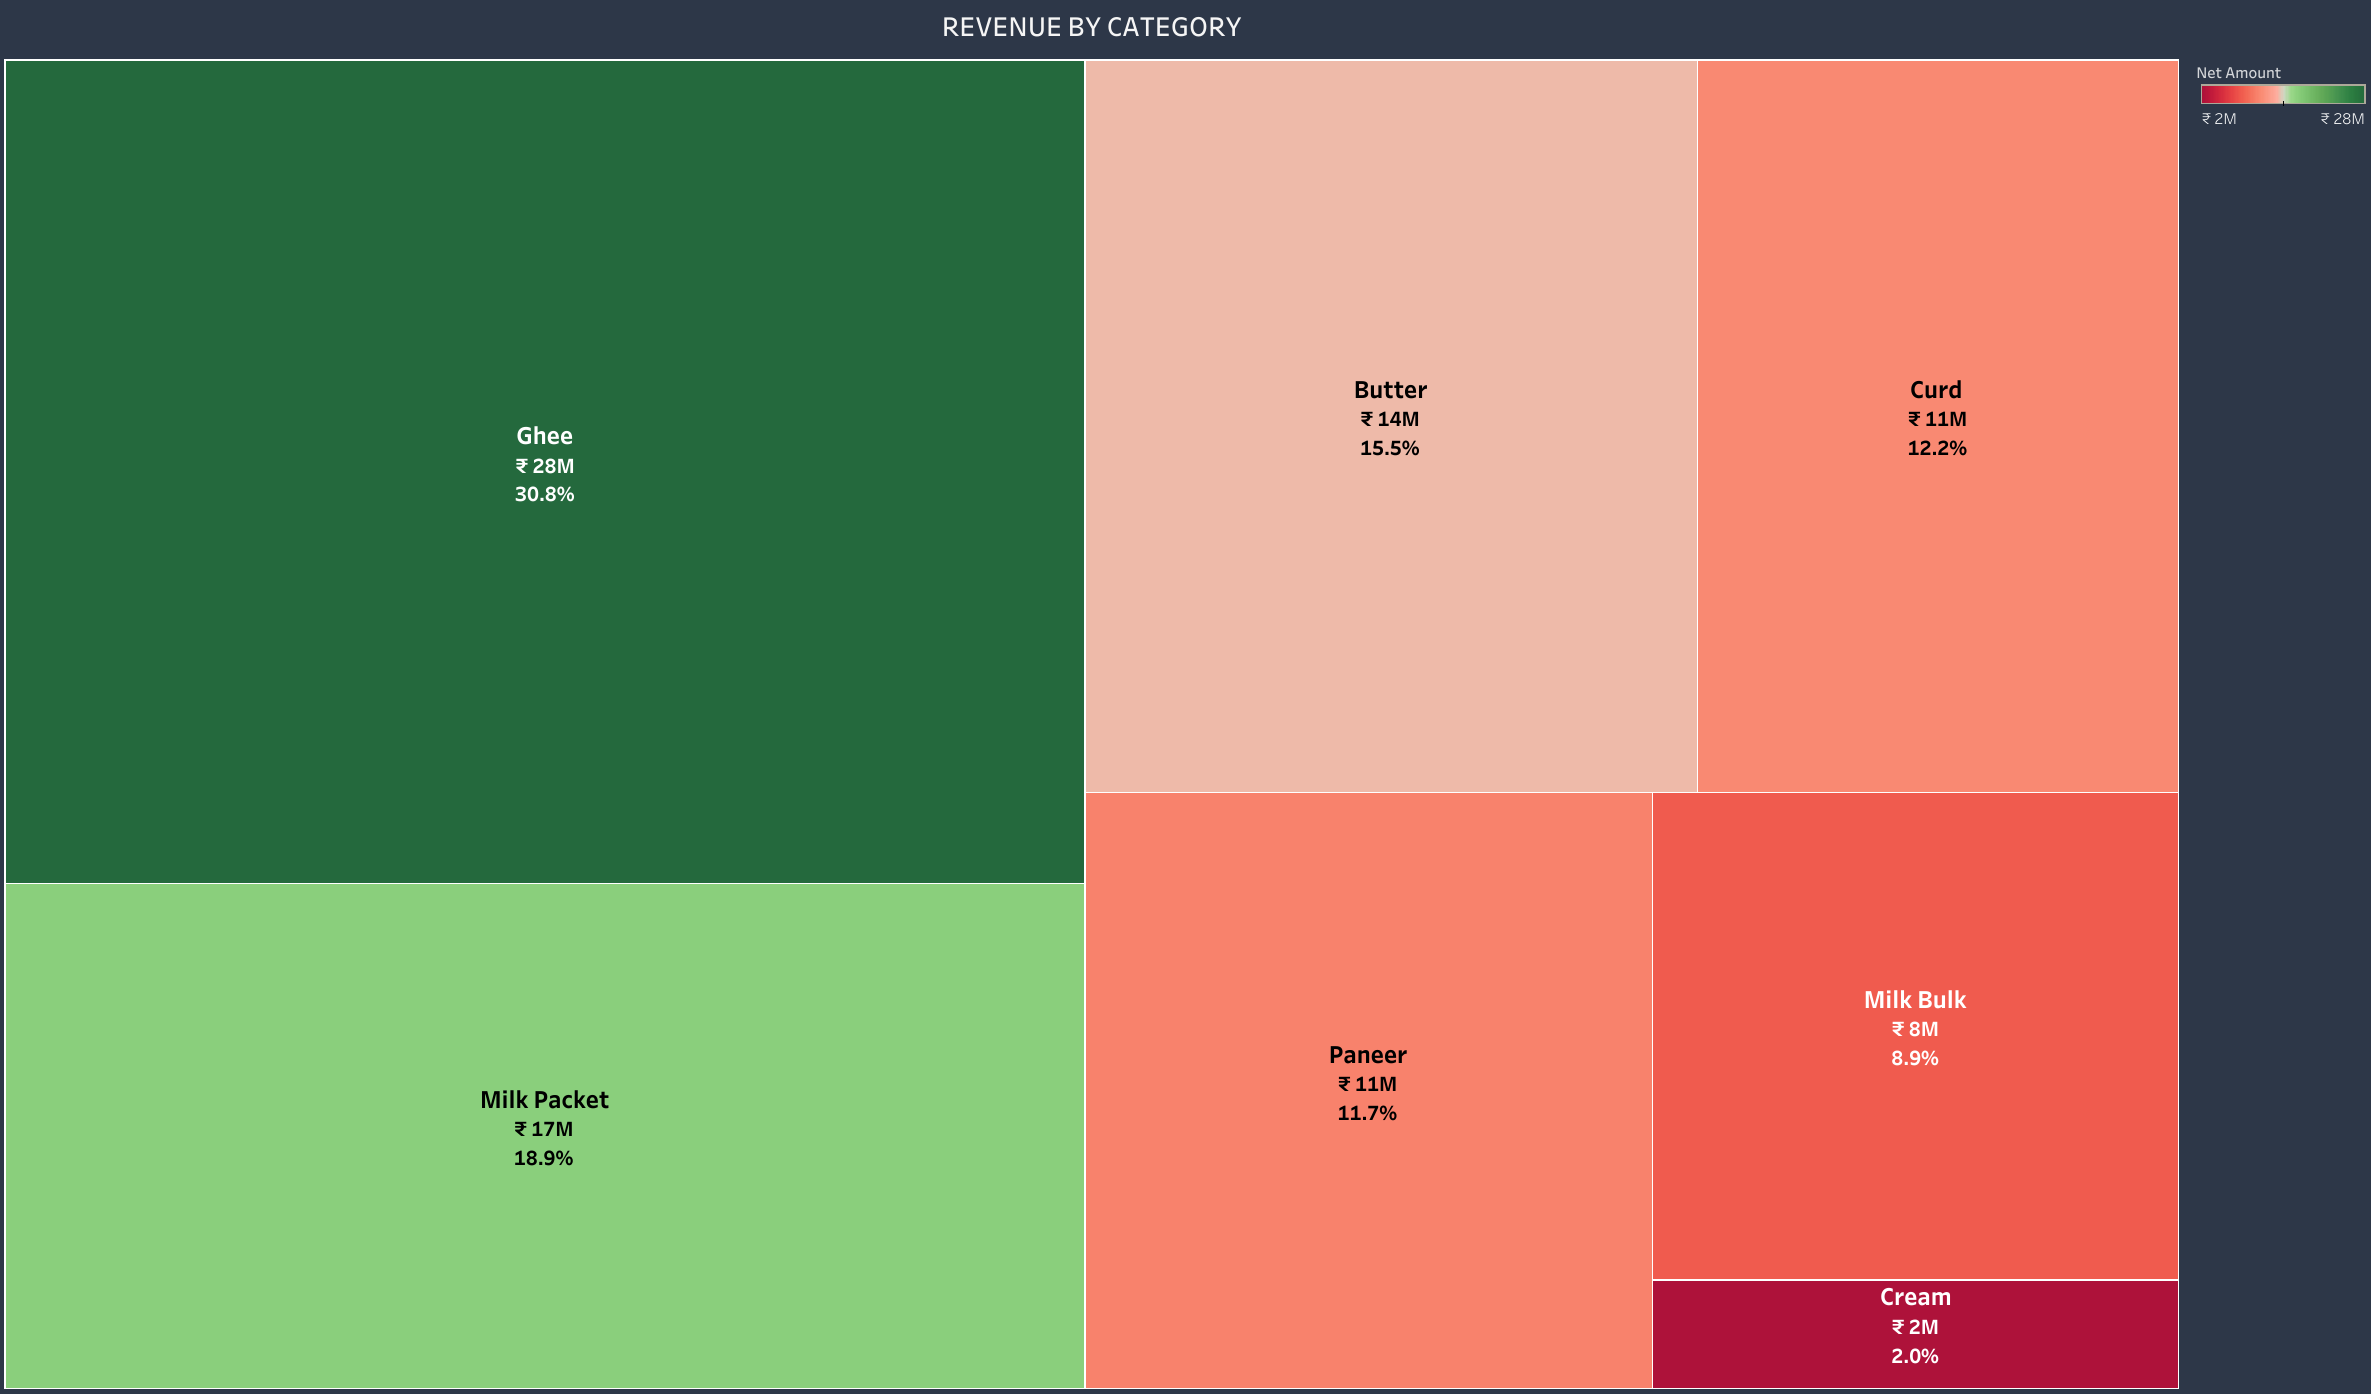 REVENUE BY CATEGORY
Net Amount
₹ 2M ₹ 28M
Ghee
₹ 28M
30.8%
Butter
₹ 14M
15.5%
Curd
₹ 11M
12.2%
Milk Packet
₹ 17M
18.9%
Paneer
₹ 11M
11.7%
Milk Bulk
₹ 8M
8.9%
Cream
₹ 2M
2.0%